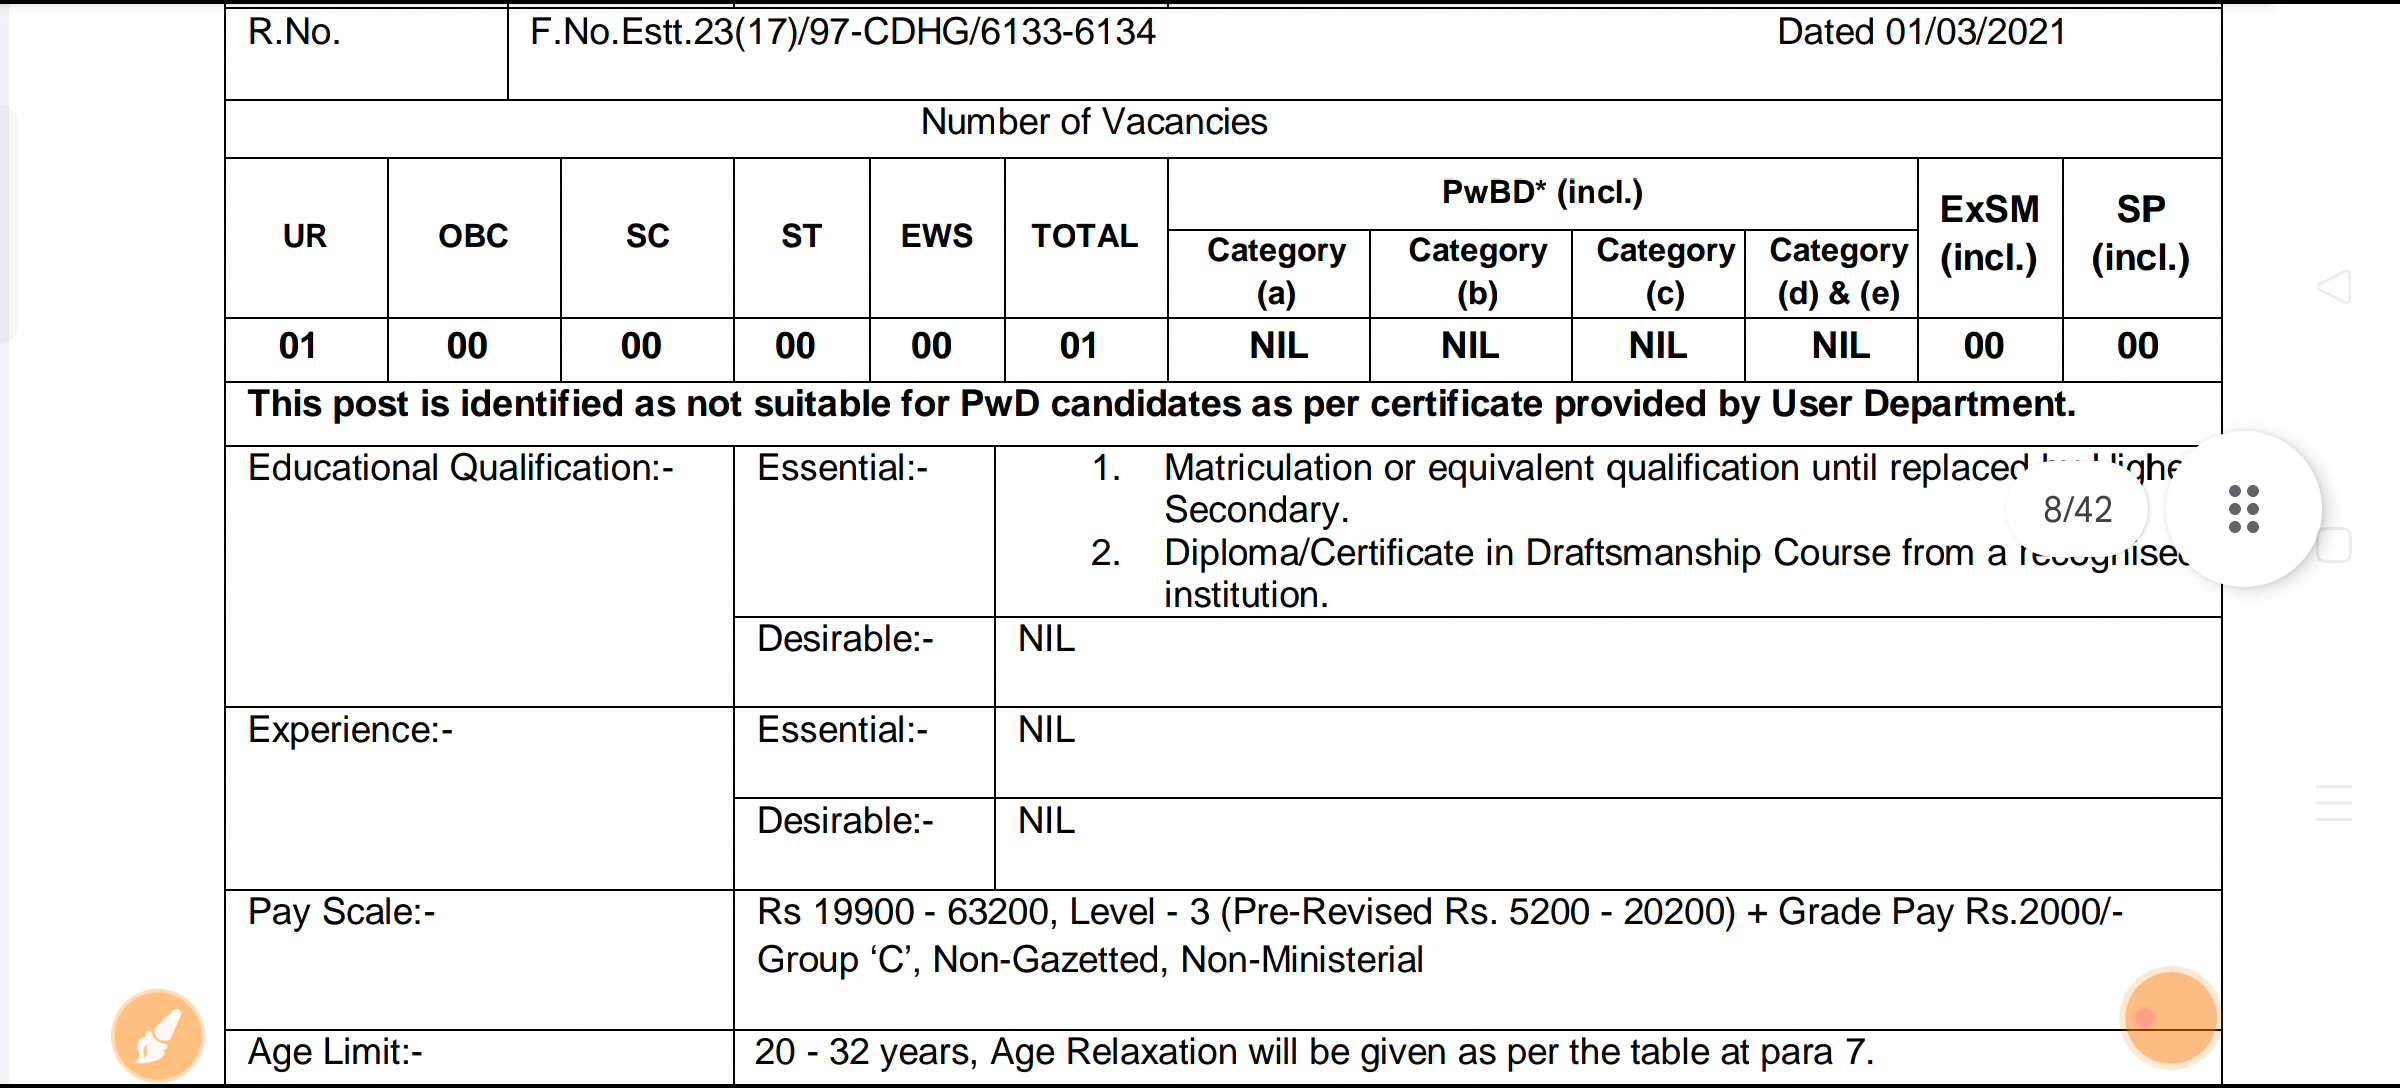 R.No. F.No.Estt.23(17)/97-CDHG/6133-6134 Dated 01/03/2021
Number of Vacancies
UR OBC SC ST EWS TOTAL PwBD* (incl.) ExSM (incl.) SP (incl.)
Category (a) Category (b) Category (c) Category (d) & (e)
01 00 00 00 00 01 NIL NIL NIL NIL 00 00
This post is identified as not suitable for PwD candidates as per certificate provided by User Department.
Educational Qualification:- Essential:- 1. Matriculation or equivalent qualification until replaced
Secondary.
8/42
2. Diploma/Certificate in Draftsmanship Course from a
institution.
Desirable:- NIL
Experience:- Essential:- NIL
Desirable:- NIL
Pay Scale:- Rs 19900 - 63200, Level - 3 (Pre-Revised Rs. 5200 - 20200) + Grade Pay Rs.2000/-
Group ‘C’, Non-Gazetted, Non-Ministerial
Age Limit:- 20 - 32 years, Age Relaxation will be given as per the table at para 7.